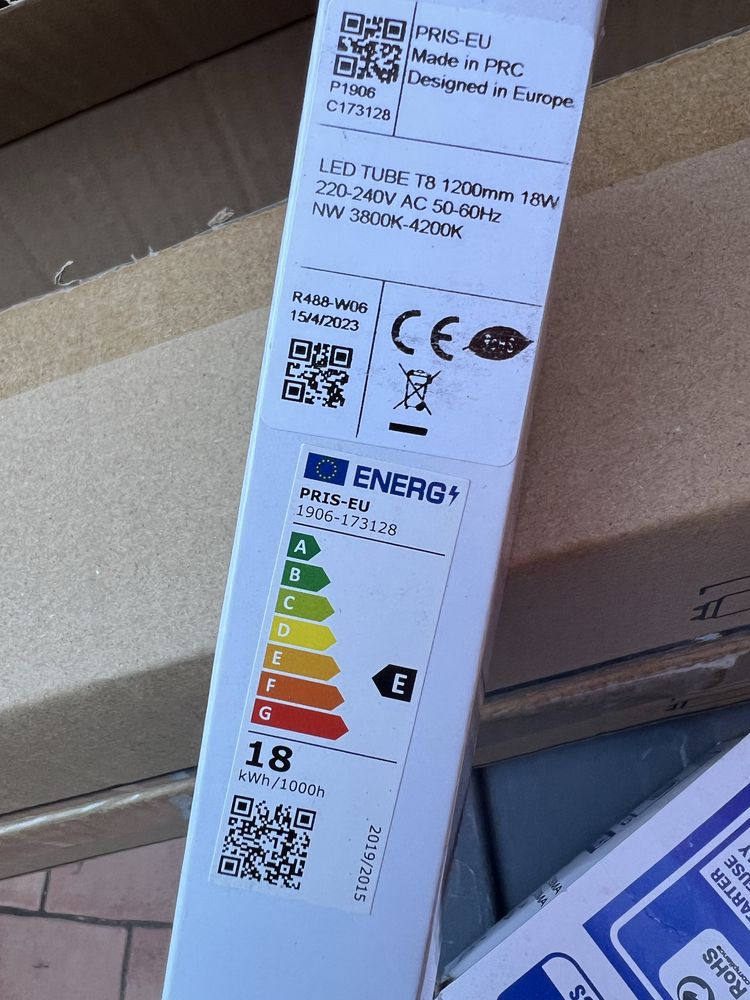 PRIS-EU
Made in PRC
Designed in Europe
P1906
C173128
LED TUBE T8 1200mm 18W
220-240V AC 50-60Hz
NW 3800K-4200K
R488-W06
15/4/2023
CE
RoHS
ENERG
PRIS-EU
1906-173128
A
B
C
D
E
F
G
E
18
kWh/1000h
2019/2015
RoHS